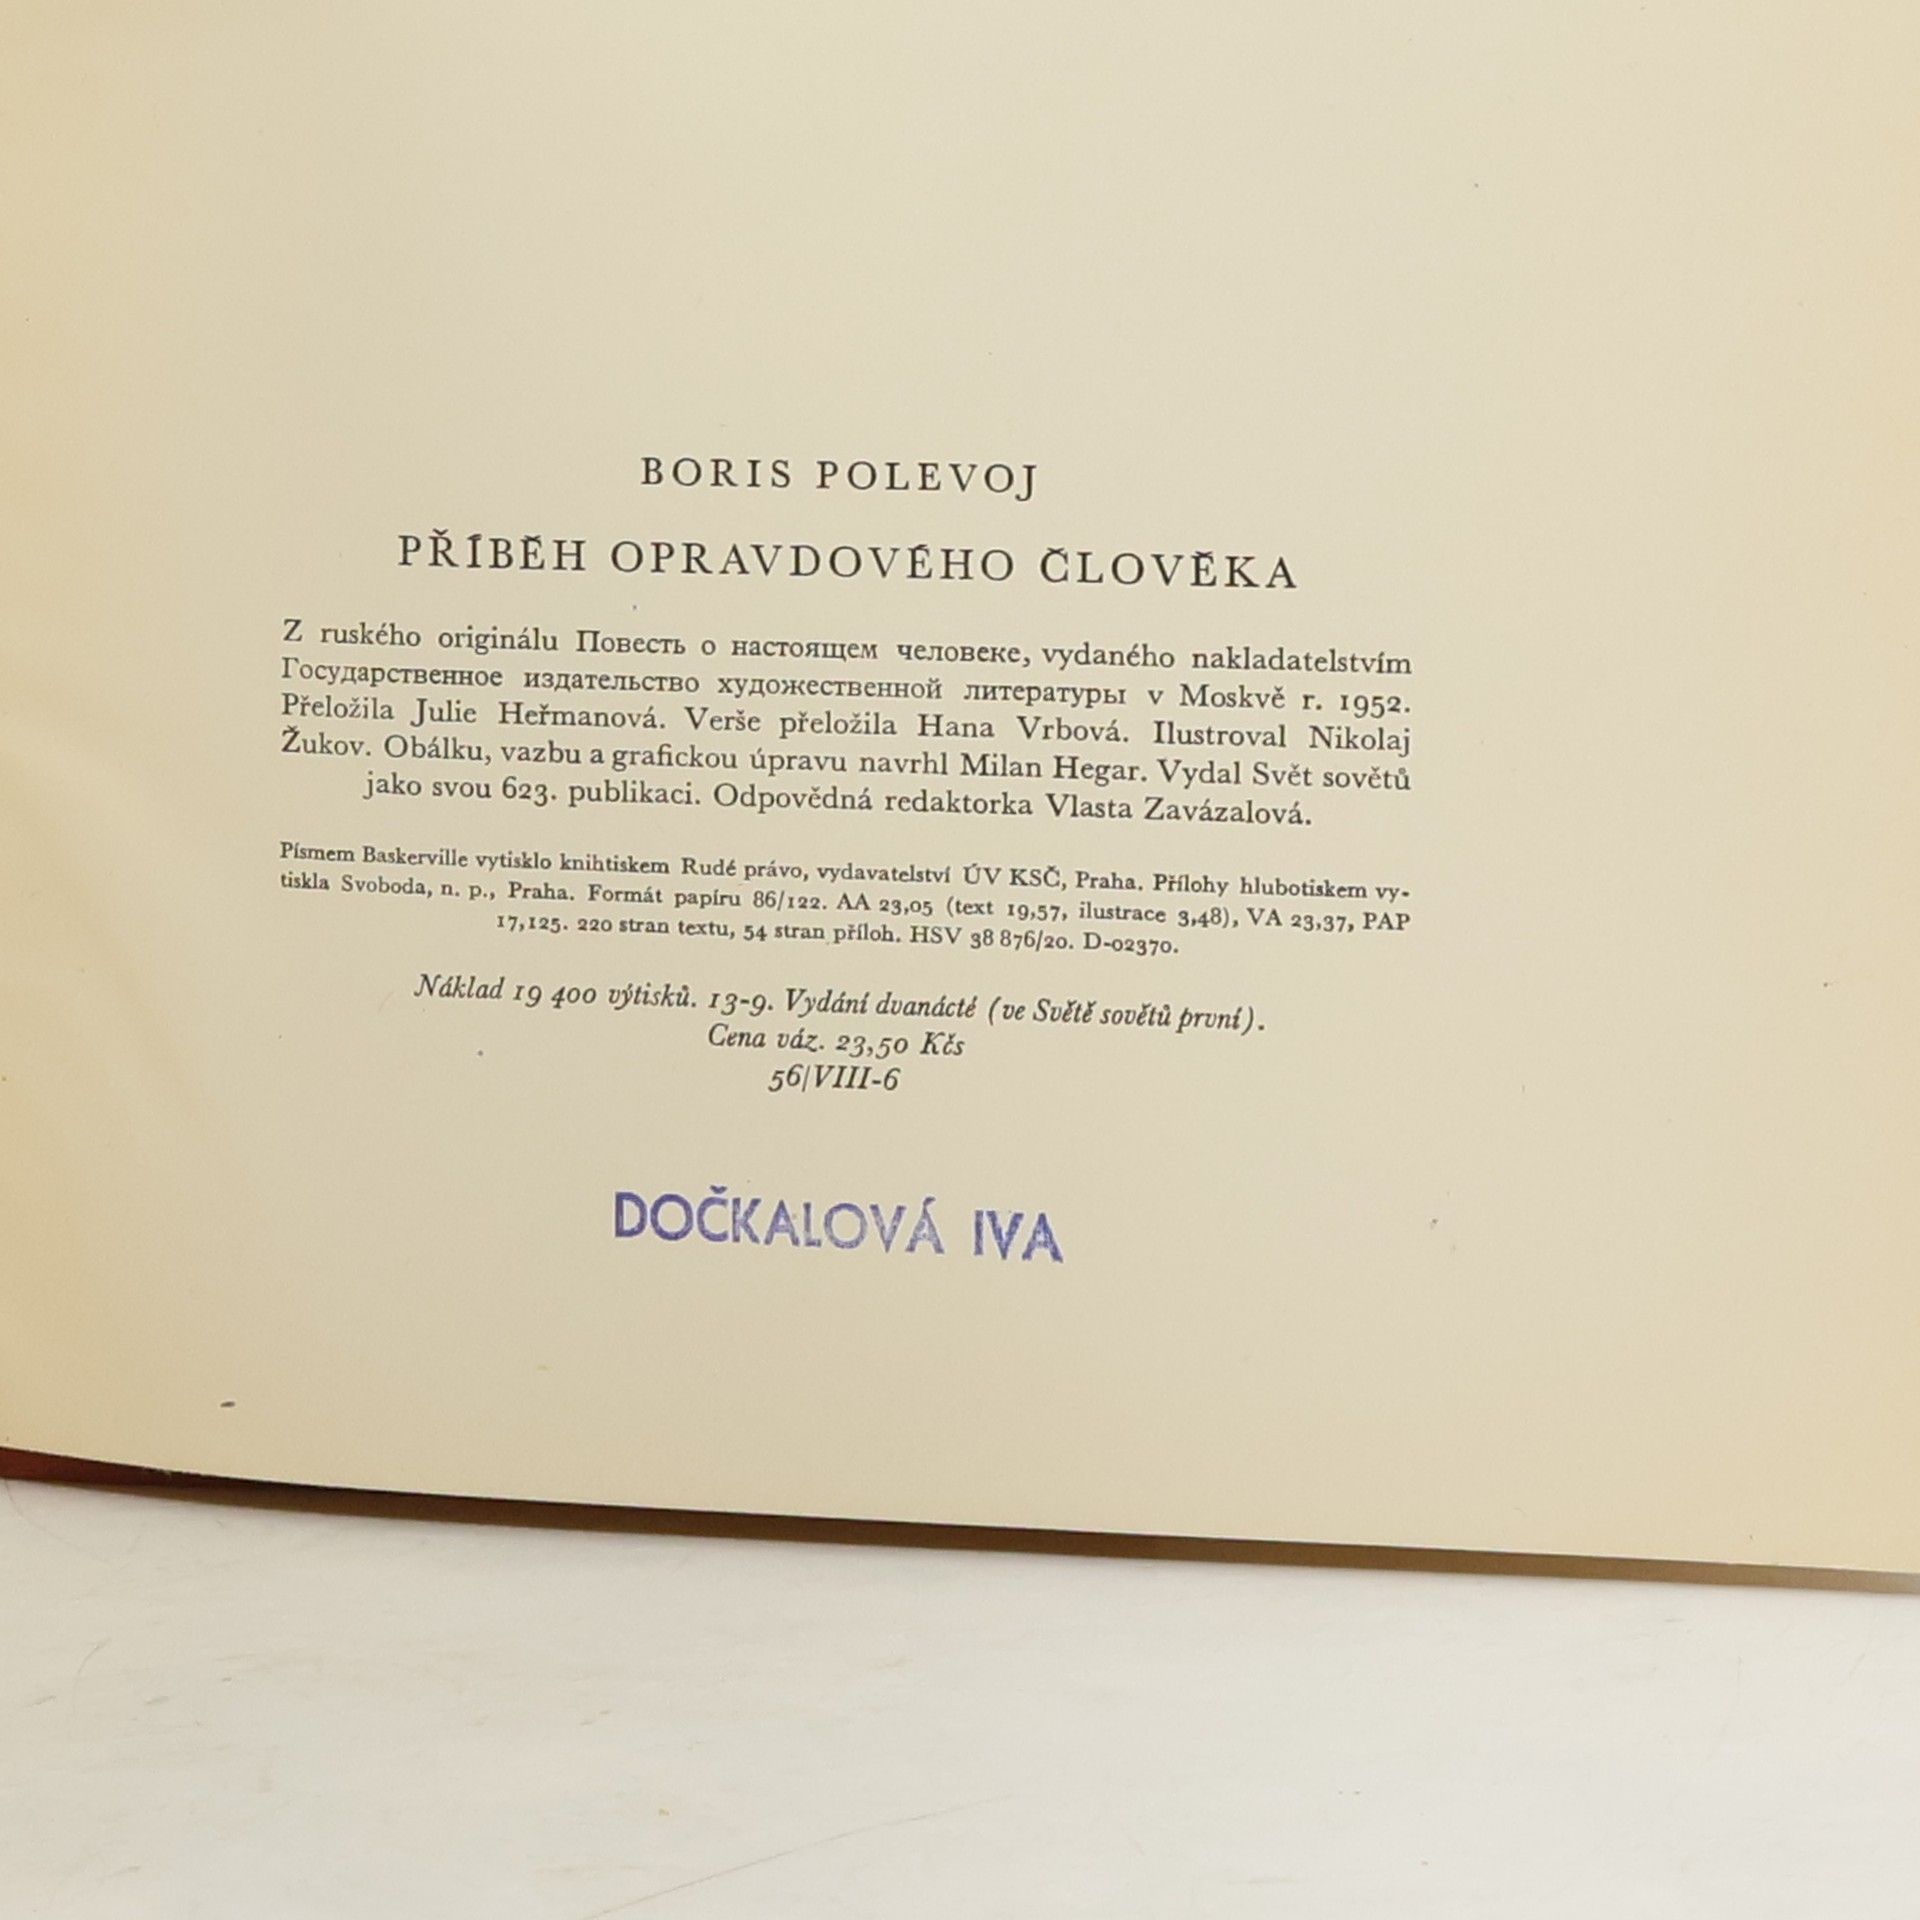 BORIS POLEVOJ
PŘÍBĚH OPRAVDOVÉHO ČLOVĚKA
Z ruského originálu Повесть о настоящем человеке, vydaného nakladatelstvím
Государственное издательство художественной литературы v Moskvě r. 1952.
Přeložila Julie Heřmanová. Verše přeložila Hana Vrbová. Ilustroval Nikolaj
Žukov. Obálku, vazbu a grafickou úpravu navrhl Milan Hegar. Vydal Svět sovětů
jako svou 623. publikaci. Odpovědná redaktorka Vlasta Zavázalová.
Písmem Baskerville vytisklo knihtiskem Rudé právo, vydavatelství ÚV KSČ, Praha. Přílohy hlubotiskem vy-
tiskla Svoboda, n. p., Praha. Formát papíru 86/122. AA 23,05 (text 19,57, ilustrace 3,48), VA 23,37, PAP
17,125. 220 stran textu, 54 stran příloh. HSV 38 876/20. D-02370.
Náklad 19 400 výtisků. 13-9. Vydání dvanácté (ve Světě sovětů první).
Cena váz. 23,50 Kčs
56/VIII-6
DOČKALOVÁ IVA